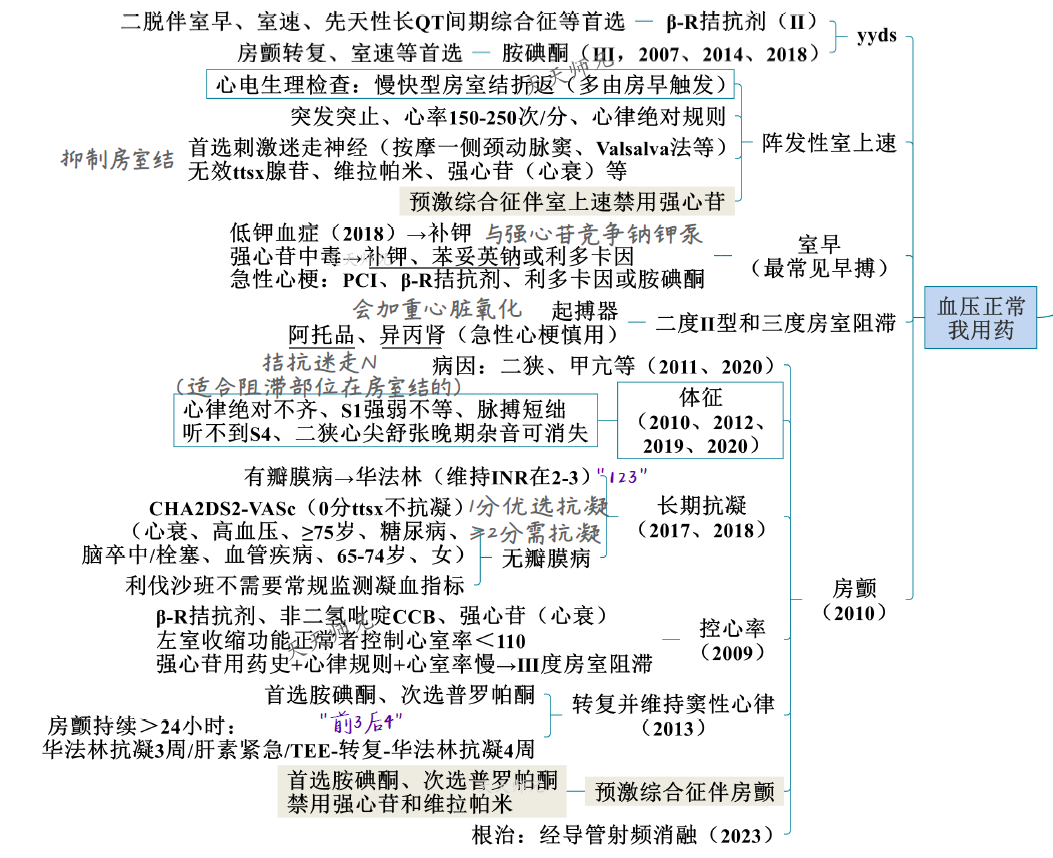 二脱伴室早、室速、先天性长QT间期综合征等首选
β-R拮抗剂（II）
yyds
房颤转复、室速等首选
胺碘酮（III，2007、2014、2018）
天天师兄
心电生理检查：慢快型房室结折返（多由房早触发）
突发突止、心率150-250次/分、心律绝对规则
阵发性室上速
抑制房室结
首选刺激迷走神经（按摩一侧颈动脉窦、Valsalva法等）
无效ttsx腺苷、维拉帕米、强心苷（心衰）等
预激综合征伴室上速禁用强心苷
低钾血症（2018）→补钾
与强心苷竞争钠钾泵
强心苷中毒→补钾、苯妥英钠或利多卡因
急性心梗：PCI、β-R拮抗剂、利多卡因或胺碘酮
室早
（最常见早搏）
血压正常
我用药
会加重心脏氧化
起搏器
阿托品、异丙肾（急性心梗慎用）
二度II型和三度房室阻滞
拮抗迷走N
(适合阻滞部位在房室结的)
病因：二狭、甲亢等（2011、2020）
心律绝对不齐、S1强弱不等、脉搏短绌
听不到S4、二狭心尖舒张晚期杂音可消失
体征
（2010、2012、
2019、2020）
有瓣膜病→华法林（维持INR在2-3）
"123"
CHA2DS2-VASc（0分ttsx不抗凝）
1分优选抗凝
（心衰、高血压、≥75岁、糖尿病、
≥2分需抗凝
脑卒中/栓塞、血管疾病、65-74岁、女）
无瓣膜病
利伐沙班不需要常规监测凝血指标
长期抗凝
（2017、2018）
房颤
（2010）
β-R拮抗剂、非二氢吡啶CCB、强心苷（心衰）
左室收缩功能正常者控制心室率＜110
强心苷用药史+心律规则+心室率慢→III度房室阻滞
天天师兄
控心率
（2009）
首选胺碘酮、次选普罗帕酮
房颤持续＞24小时：
"前3后4"
华法林抗凝3周/肝素紧急/TEE-转复-华法林抗凝4周
转复并维持窦性心律
（2013）
首选胺碘酮、次选普罗帕酮
禁用强心苷和维拉帕米
预激综合征伴房颤
根治：经导管射频消融（2023）